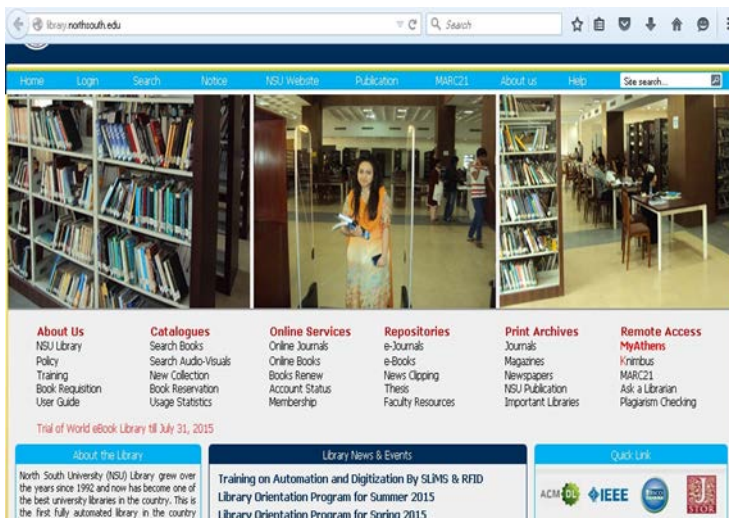 library.northsouth.edu
Search
Home Login Search Notice NSU Website Publication MARC21 About us Help Site search...
About Us
NSU Library
Policy
Training
Book Requisition
User Guide
Catalogues
Search Books
Search Audio-Visuals
New Collection
Book Reservation
Usage Statistics
Online Services
Online Journals
Online Books
Books Renew
Account Status
Membership
Repositories
e-Journals
e-Books
News Clipping
Thesis
Faculty Resources
Print Archives
Journals
Magazines
Newspapers
NSU Publication
Important Libraries
Remote Access
MyAthens
Knimbus
MARC21
Ask a Librarian
Plagiarism Checking
Trial of World eBook Library till July 31, 2015
About the Library
North South University (NSU) Library grew over
the years since 1992 and now has become one of
the best university libraries in the country. This is
the first fully automated library in the country
Library News & Events
Training on Automation and Digitization By SLiMS & RFID
Library Orientation Program for Summer 2015
Library Orientation Program for Spring 2015
Quick Link
ACM DL
IEEE
JSTOR